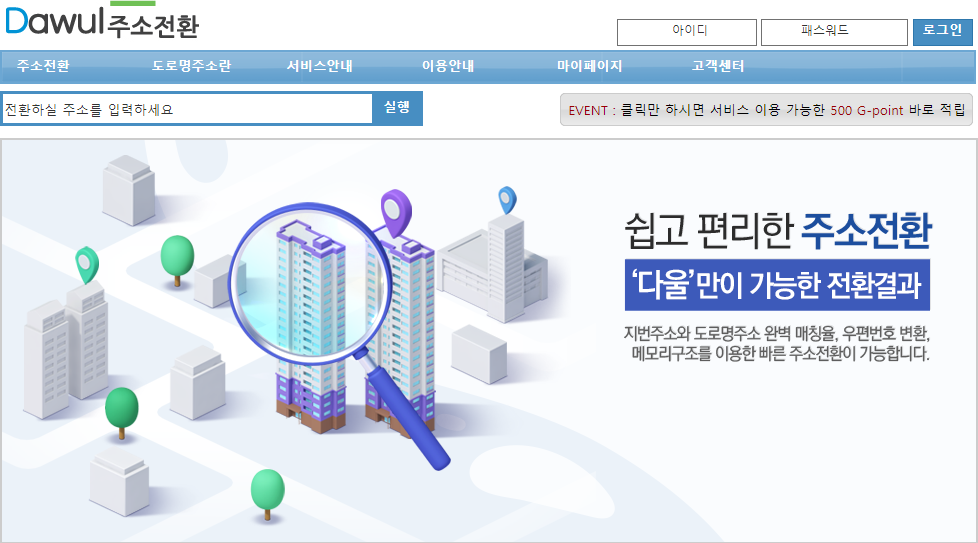 Dawul주소전환
아이디 패스워드 로그인
주소전환 도로명주소란 서비스안내 이용안내 마이페이지 고객센터
전환하실 주소를 입력하세요 실행
EVENT : 클릭만 하시면 서비스 이용 가능한 500 G-point 바로 적립
쉽고 편리한 주소전환
‘다울’만이 가능한 전환결과
지번주소와 도로명주소 완벽 매칭율, 우편번호 변환,
메모리구조를 이용한 빠른 주소전환이 가능합니다.